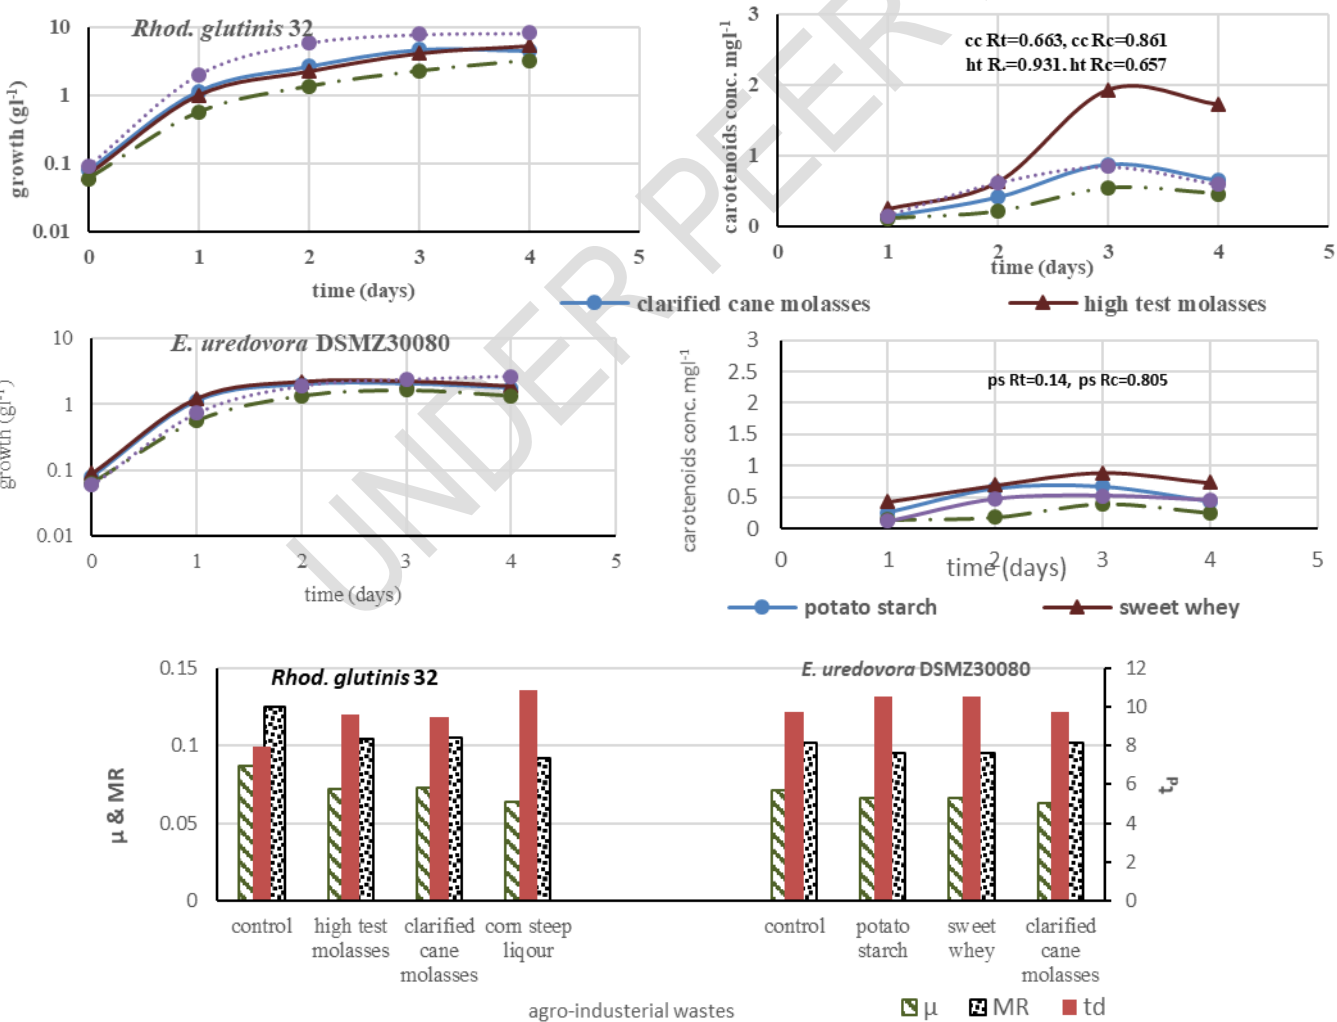 Rhod. glutinis 32
growth (gl-1)
10
1
0.1
0.01
0 1 2 3 4 5
time (days)
carotenoids conc. mgl-1
3
2
1
0
cc Rt=0.663, cc Rc=0.861
ht R.=0.931. ht Rc=0.657
0 1 2 3 4 5
time (days)
clarified cane molasses
high test molasses
E. uredovora DSMZ30080
growth (gl-1)
10
1
0.1
0.01
0 1 2 3 4 5
time (days)
carotenoids conc. mgl-1
3
2.5
2
1.5
1
0.5
0
ps Rt=0.14, ps Rc=0.805
0 1 2 3 4 5
time (days)
potato starch
sweet whey
UNDER PEER
Rhod. glutinis 32
E. uredovora DSMZ30080
μ & MR
0.15
0.1
0.05
0
td
12
10
8
6
4
2
0
control
high test
molasses
clarified
cane
molasses
corn steep
liqour
control
potato
starch
sweet
whey
clarified
cane
molasses
agro-industerial wastes
μ
MR
td